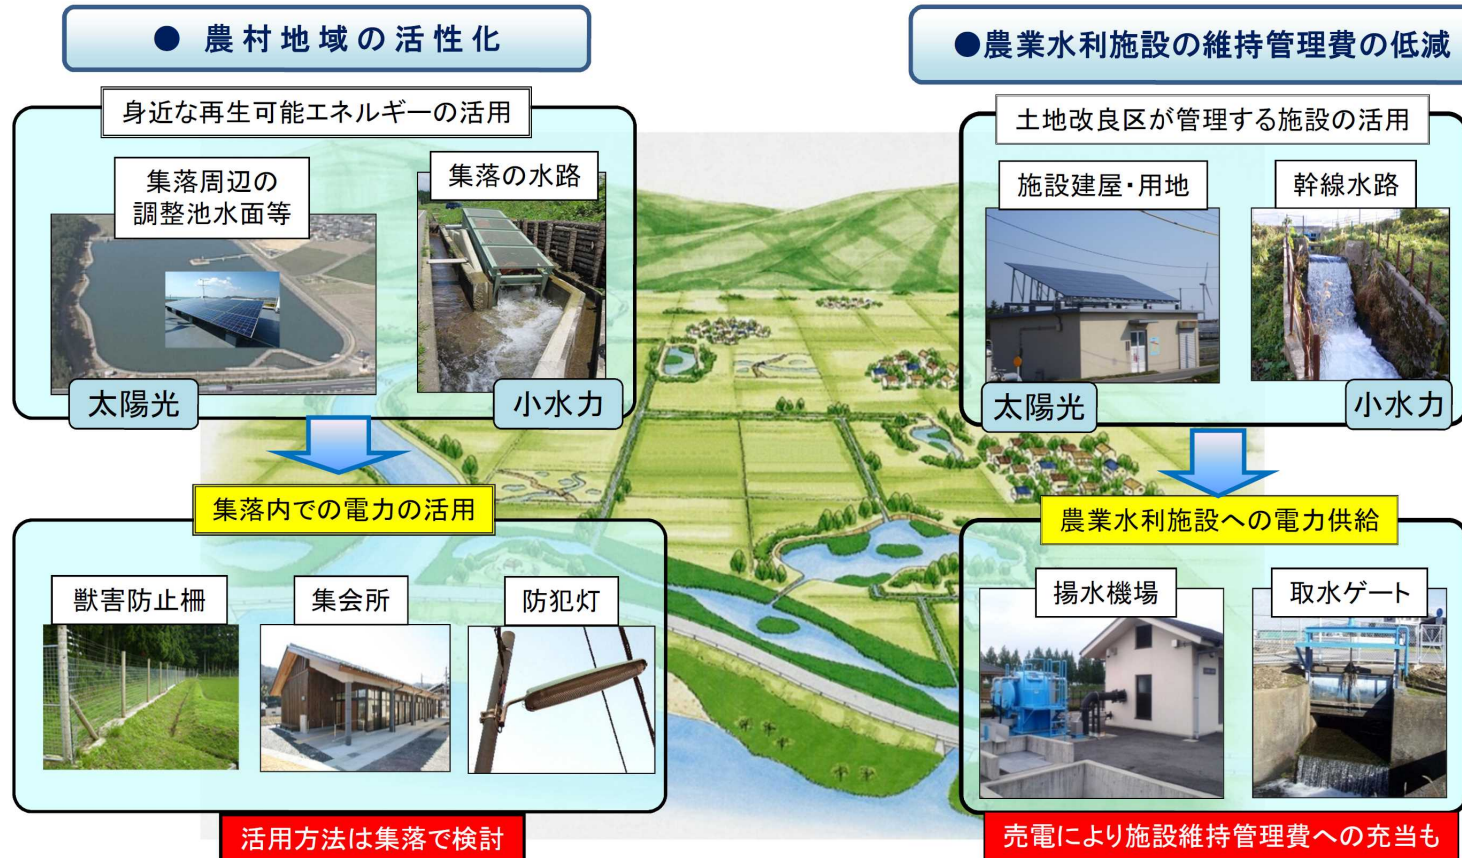 ● 農村地域の活性化
身近な再生可能エネルギーの活用
集落周辺の
調整池水面等
集落の水路
太陽光
小水力
集落内での電力の活用
獣害防止柵
集会所
防犯灯
活用方法は集落で検討
●農業水利施設の維持管理費の低減
土地改良区が管理する施設の活用
施設建屋・用地
幹線水路
太陽光
小水力
農業水利施設への電力供給
揚水機場
取水ゲート
売電により施設維持管理費への充当も